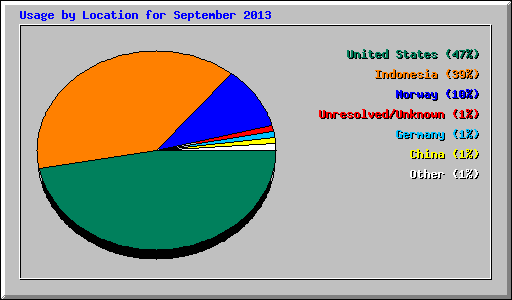 Usage by Location for September 2013
United States (47%)
Indonesia (39%)
Norway (10%)
Unresolved/Unknown (1%)
Germany (1%)
China (1%)
Other (1%)